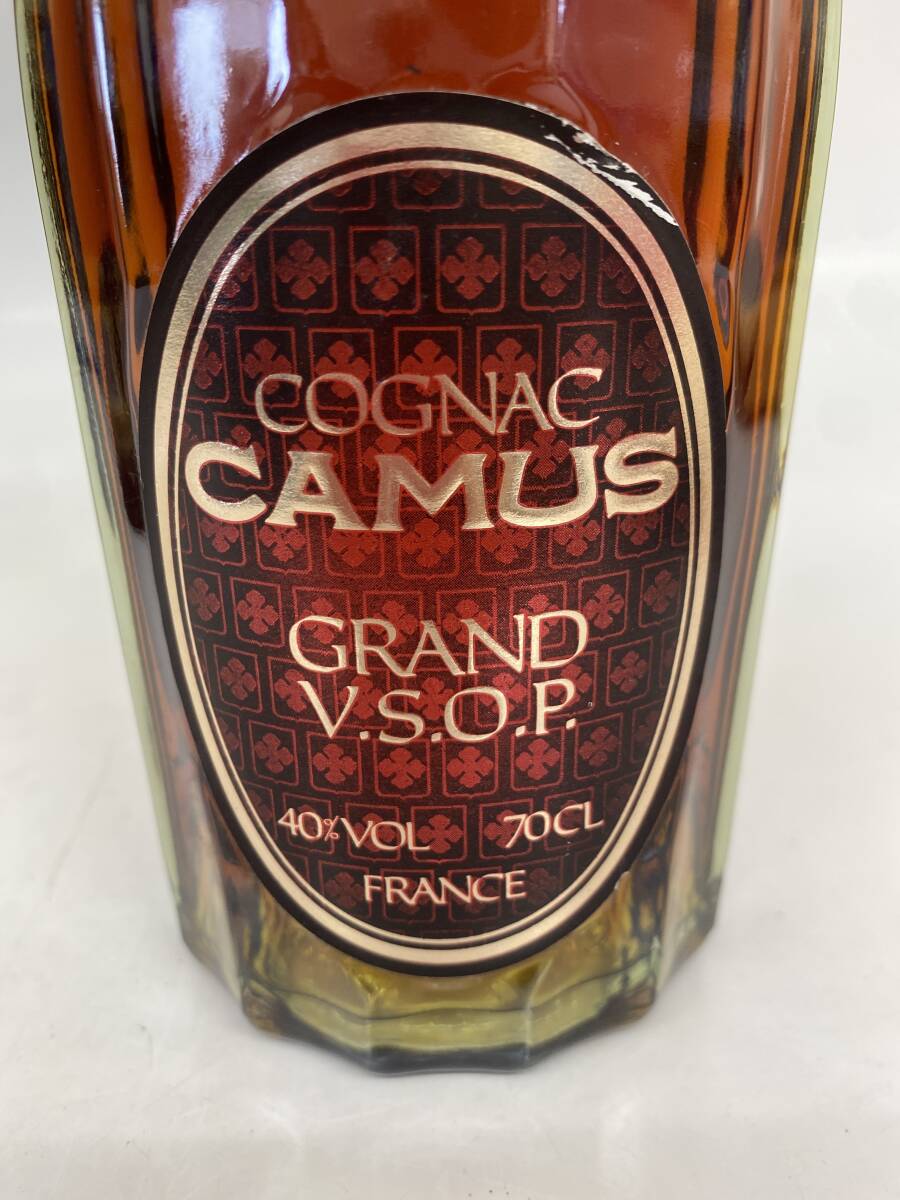 COGNAC
CAMUS
GRAND
V.S.O.P.
40% VOL 70CL
FRANCE